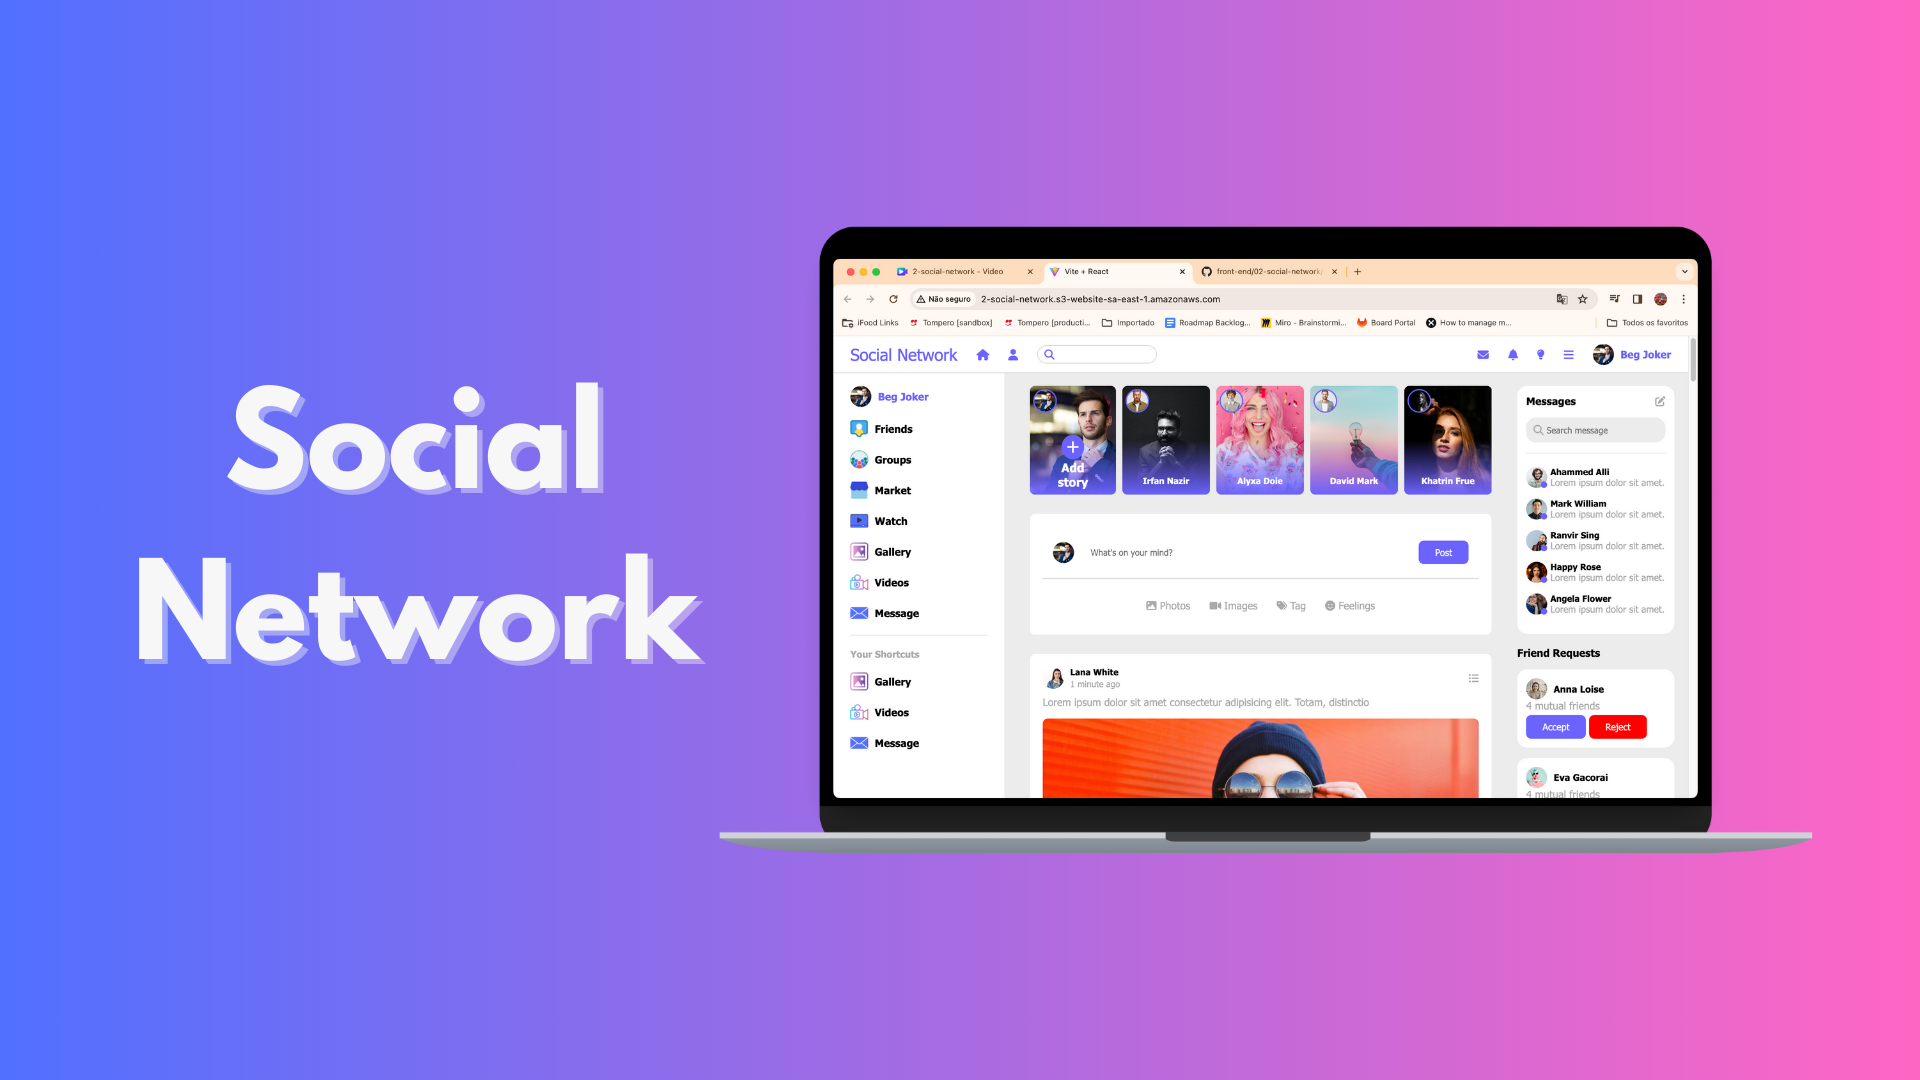 Social
Network
2-social-network - Video
Vite + React
front-end/02-social-network/
Não seguro
2-social-network.s3-website-sa-east-1.amazonaws.com
iFood Links
Tompero [sandbox]
Tompero [producti...
Importado
Roadmap Backlog...
Miro - Brainstormi...
Board Portal
How to manage m...
Todos os favoritos
Social Network
Beg Joker
Beg Joker
Friends
Groups
Market
Watch
Gallery
Videos
Message
Your Shortcuts
Gallery
Videos
Message
Add
story
Irfan Nazir
Alyxa Doie
David Mark
Khatrin Frue
What's on your mind?
Post
Photos
Images
Tag
Feelings
Lana White
1 minute ago
Lorem ipsum dolor sit amet consectetur adipisicing elit. Totam, distinctio
Messages
Search message
Ahammed Alli
Lorem ipsum dolor sit amet.
Mark William
Lorem ipsum dolor sit amet.
Ranvir Sing
Lorem ipsum dolor sit amet.
Happy Rose
Lorem ipsum dolor sit amet.
Angela Flower
Lorem ipsum dolor sit amet.
Friend Requests
Anna Loise
4 mutual friends
Accept
Reject
Eva Gacorai
4 mutual friends